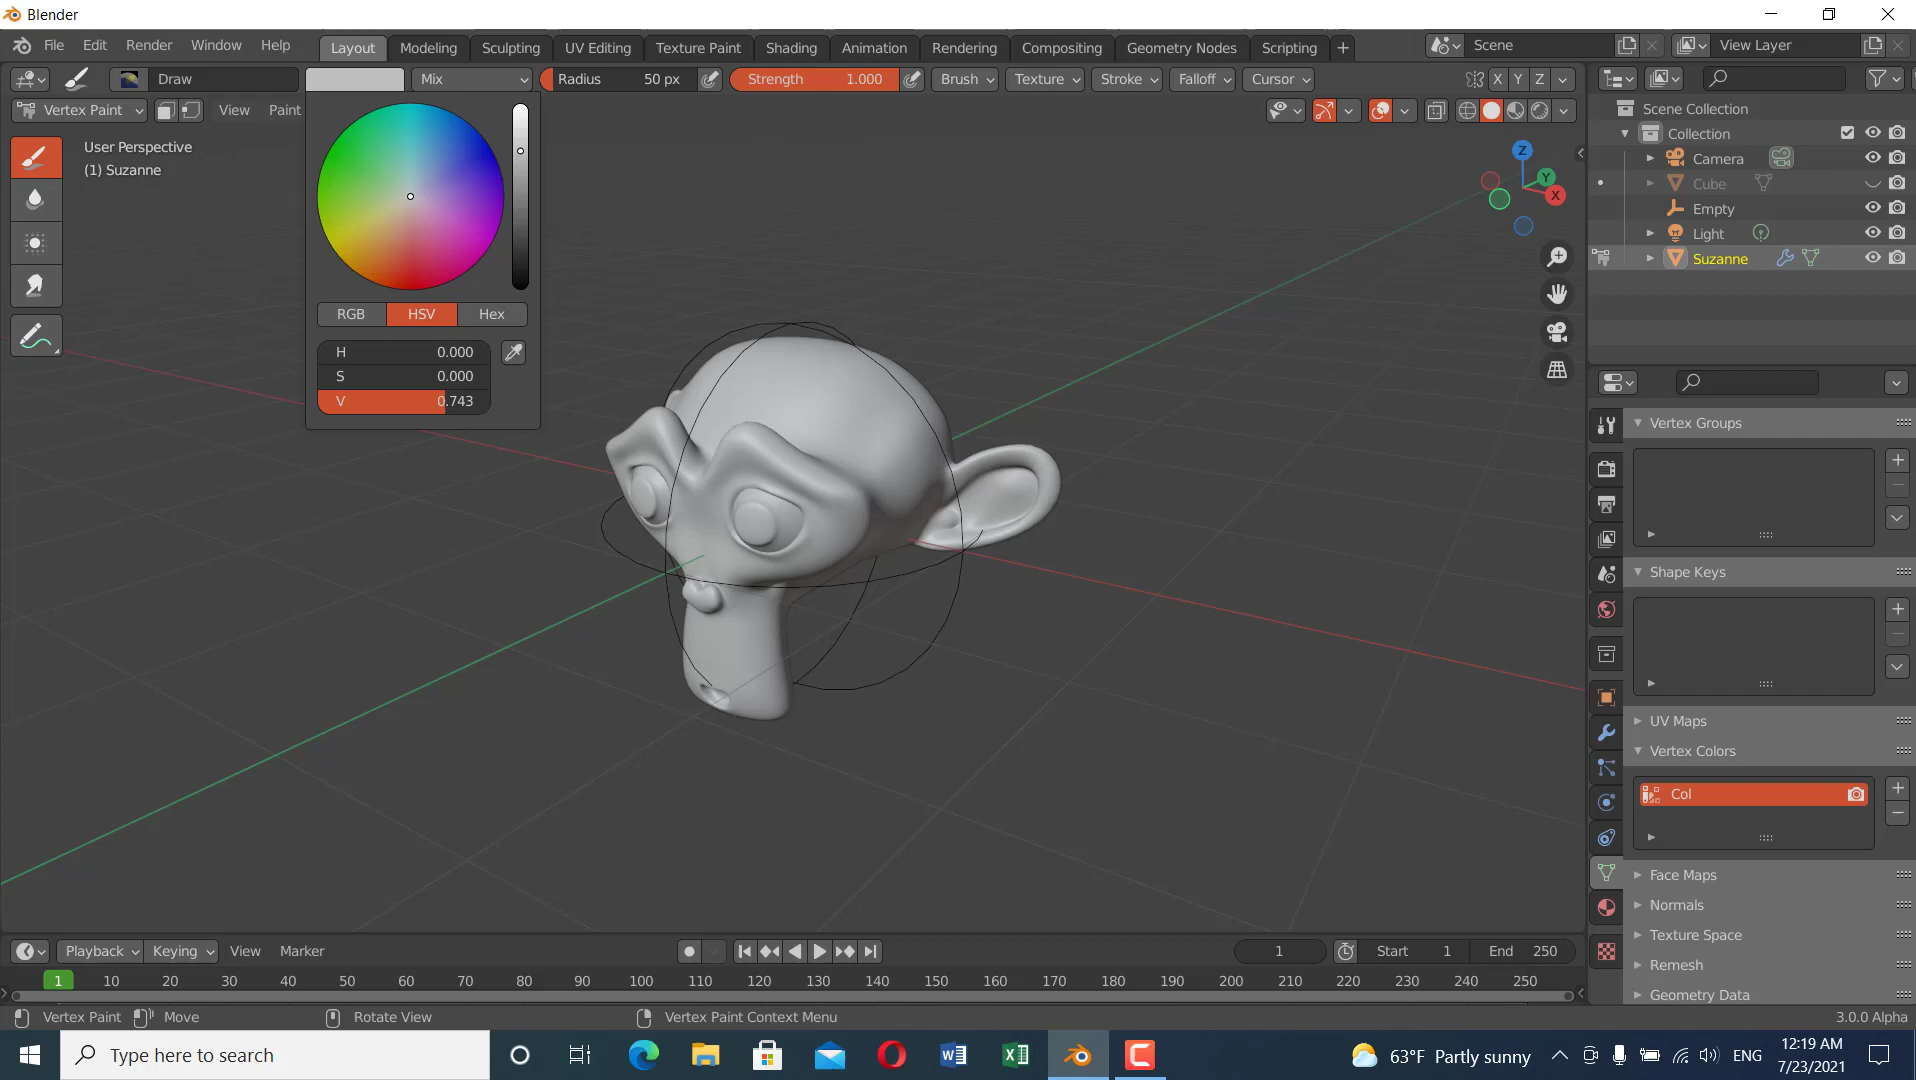 Blender
File Edit Render Window Help Layout Modeling Sculpting UV Editing Texture Paint Shading Animation Rendering Compositing Geometry Nodes Scripting + Scene View Layer
Draw Mix Radius 50 px Strength 1.000 Brush Texture Stroke Falloff Cursor X Y Z
Vertex Paint View Paint
User Perspective
(1) Suzanne
RGB HSV Hex
H 0.000
S 0.000
V 0.743
Z
Y
X
Scene Collection
Collection
Camera
Cube
Empty
Light
Suzanne
Vertex Groups
Shape Keys
UV Maps
Vertex Colors
Col
Face Maps
Normals
Texture Space
Remesh
Geometry Data
Playback Keying View Marker 1 Start 1 End 250
1 10 20 30 40 50 60 70 80 90 100 110 120 130 140 150 160 170 180 190 200 210 220 230 240 250
Vertex Paint Move Rotate View Vertex Paint Context Menu 3.0.0 Alpha
Type here to search 63°F Partly sunny ENG 12:19 AM
7/23/2021